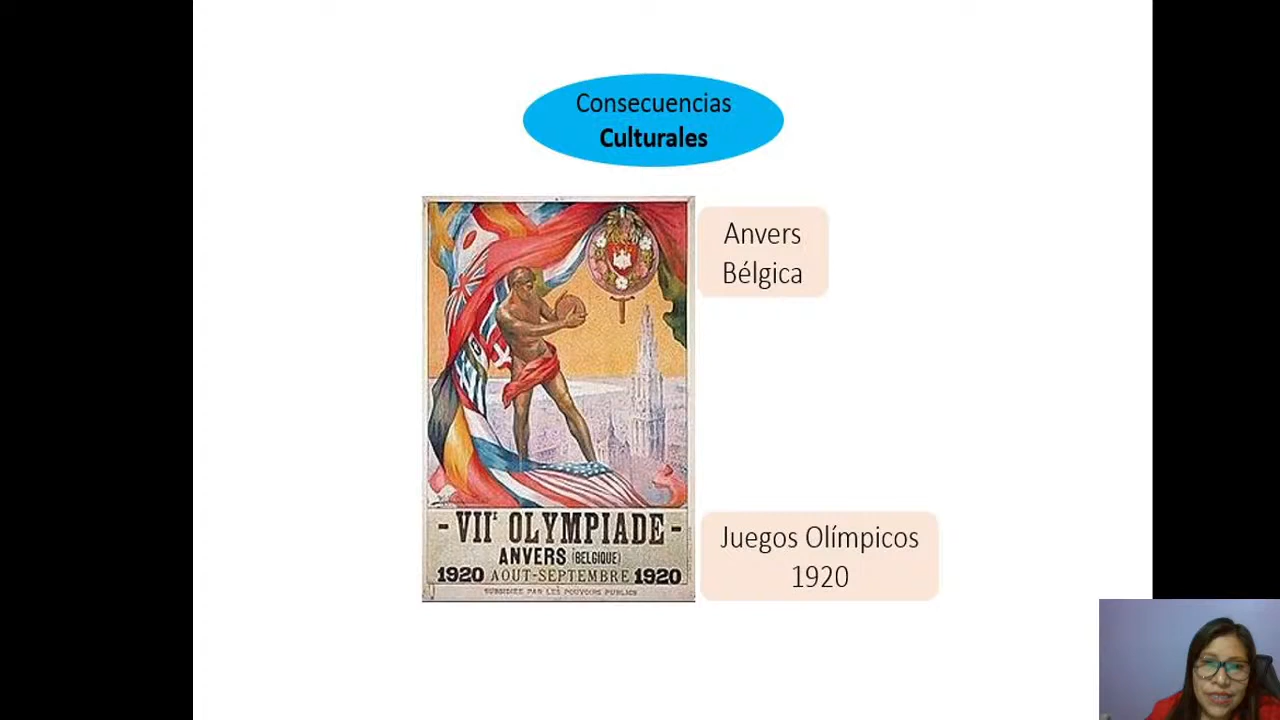 Consecuencias
Culturales
Anvers
Bélgica
- VIIᵉ OLYMPIADE -
ANVERS (BELGIQUE)
1920 AOUT-SEPTEMBRE 1920
SUBSIDIEE PAR LES POUVOIRS PUBLICS
Juegos Olímpicos
1920